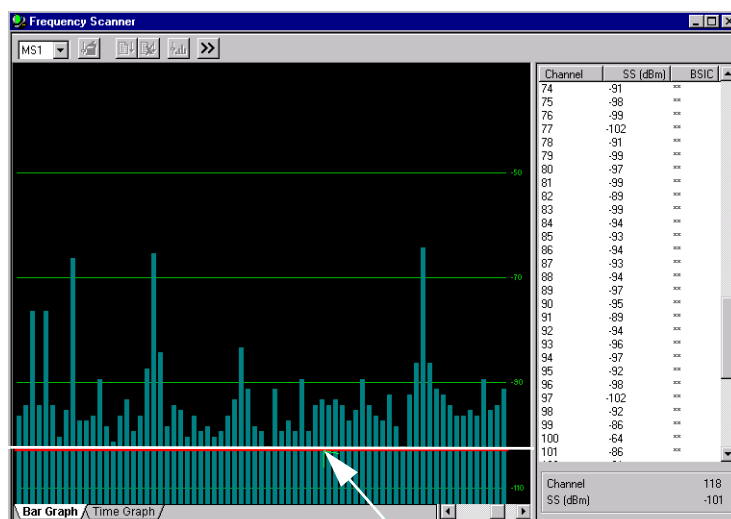 Frequency Scanner
MS1
Channel SS (dBm) BSIC
74 -91 **
75 -98 **
76 -99 **
77 -102 **
78 -91 **
79 -99 **
80 -97 **
81 -99 **
82 -89 **
83 -99 **
84 -94 **
85 -93 **
86 -94 **
87 -93 **
88 -94 **
89 -97 **
90 -95 **
91 -89 **
92 -94 **
93 -96 **
94 -97 **
95 -92 **
96 -98 **
97 -102 **
98 -92 **
99 -86 **
100 -64 **
101 -86 **
-50
-70
-90
-110
Channel 118
SS (dBm) -101
Bar Graph / Time Graph